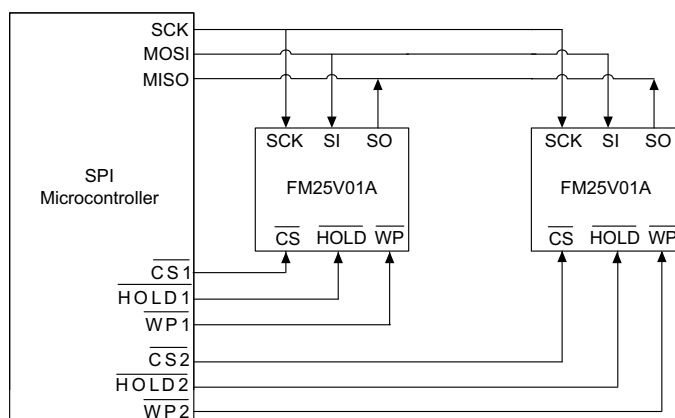 SCK
MOSI
MISO
SPI
Microcontroller
CS1
HOLD1
WP1
CS2
HOLD2
WP2
SCK SI SO
FM25V01A
CS HOLD WP
SCK SI SO
FM25V01A
CS HOLD WP